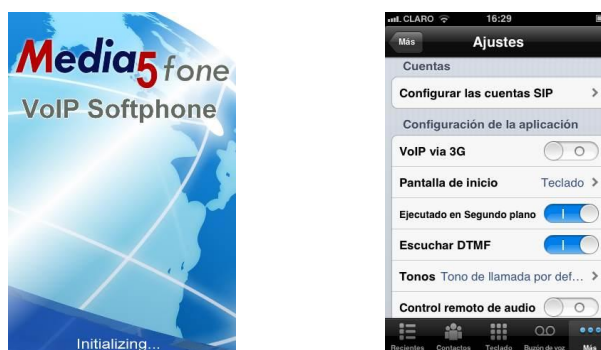 Media5 fone
VoIP Softphone
Initializing...
CLARO 16:29
Más Ajustes
Cuentas
Configurar las cuentas SIP
Configuración de la aplicación
VoIP via 3G
Pantalla de inicio Teclado
Ejecutado en Segundo plano
Escuchar DTMF
Tonos Tono de llamada por def...
Control remoto de audio
Recientes Contactos Teclado Buzón de voz Más